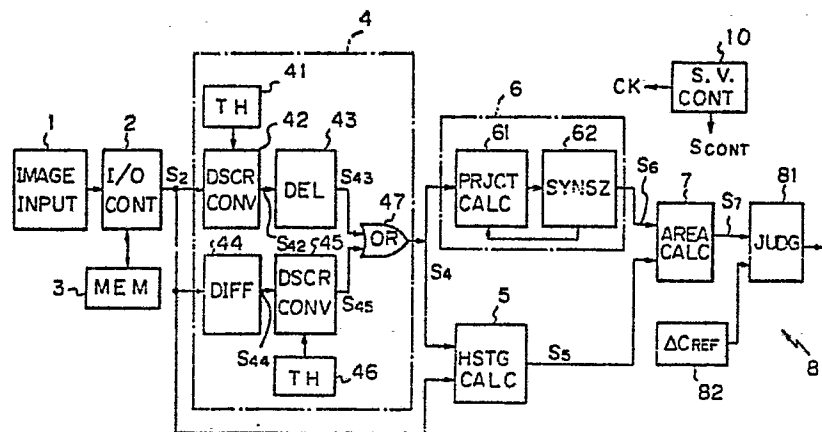 4
10
41
S. V. CONT
CK
6
TH
42
43
61
62
SCONT
1
2
IMAGE INPUT
I/O CONT
S2
DSCR CONV
DEL
S43
PRJCT CALC
SYNSZ
S6
7
S7
81
47
OR
S42
45
44
AREA CALC
JUDG
3
MEM
DIFF
DSCR CONV
S45
S4
5
S44
HSTG CALC
S5
ΔCREF
8
TH
46
82